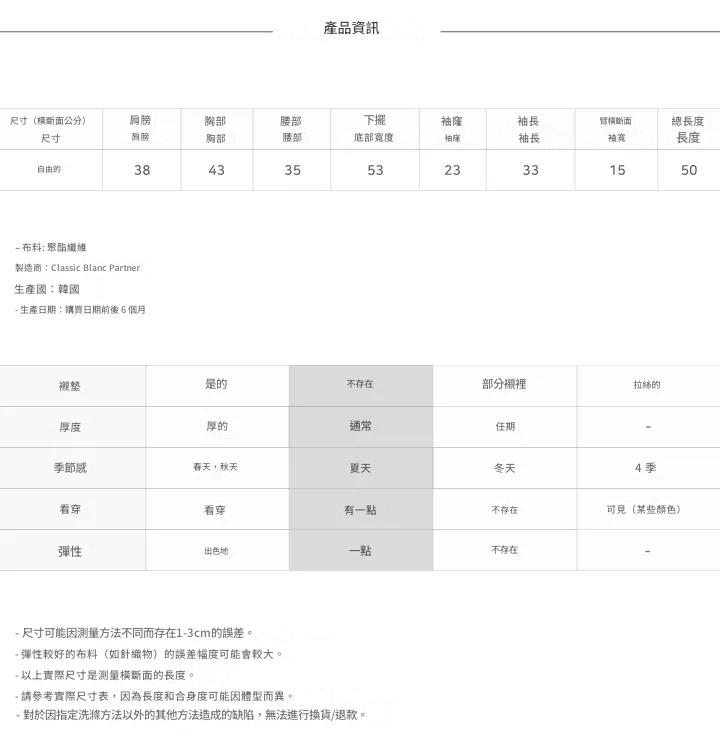 產品資訊
尺寸（橫斷面公分） 肩膀 胸部 腰部 下擺 袖窿 袖長 臂橫斷面 總長度
尺寸 肩膀 胸部 腰部 底部寬度 袖窿 袖長 袖寬 長度
自由的 38 43 35 53 23 33 15 50
- 布料: 聚酯纖維
製造商：Classic Blanc Partner
生產國：韓國
- 生產日期：購買日期前後 6 個月
襯墊 是的 不存在 部分襯裡 拉絲的
厚度 厚的 通常 任期 -
季節感 春天，秋天 夏天 冬天 4 季
看穿 看穿 有一點 不存在 可見（某些顏色）
彈性 出色地 一點 不存在 -
- 尺寸可能因測量方法不同而存在1-3cm的誤差。
- 彈性較好的布料（如針織物）的誤差幅度可能會較大。
- 以上實際尺寸是測量橫斷面的長度。
- 請參考實際尺寸表，因為長度和合身度可能因體型而異。
- 對於因指定洗滌方法以外的其他方法造成的缺陷，無法進行換貨/退款。